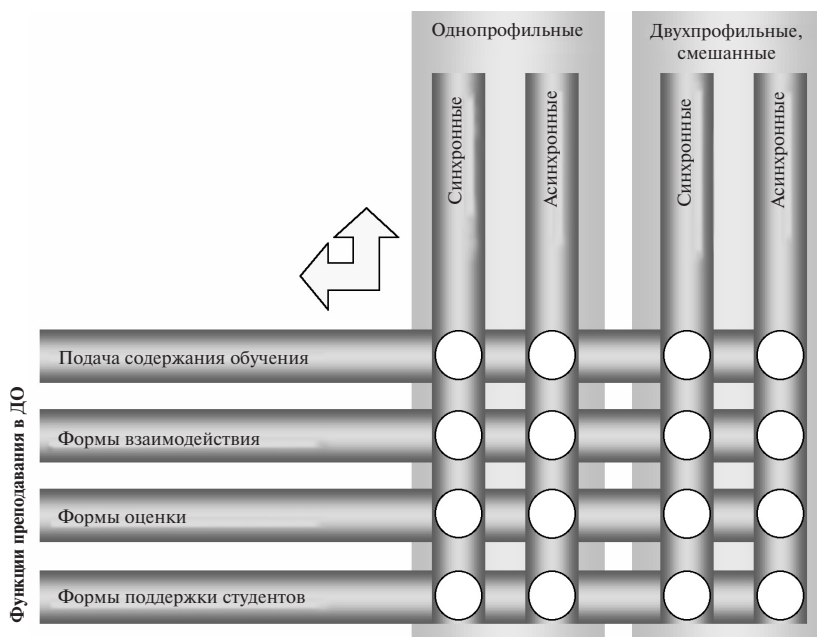 Однопрофильные
Двухпрофильные,
смешанные
Синхронные
Асинхронные
Синхронные
Асинхронные
Функции преподавания в ДО
Подача содержания обучения
Формы взаимодействия
Формы оценки
Формы поддержки студентов